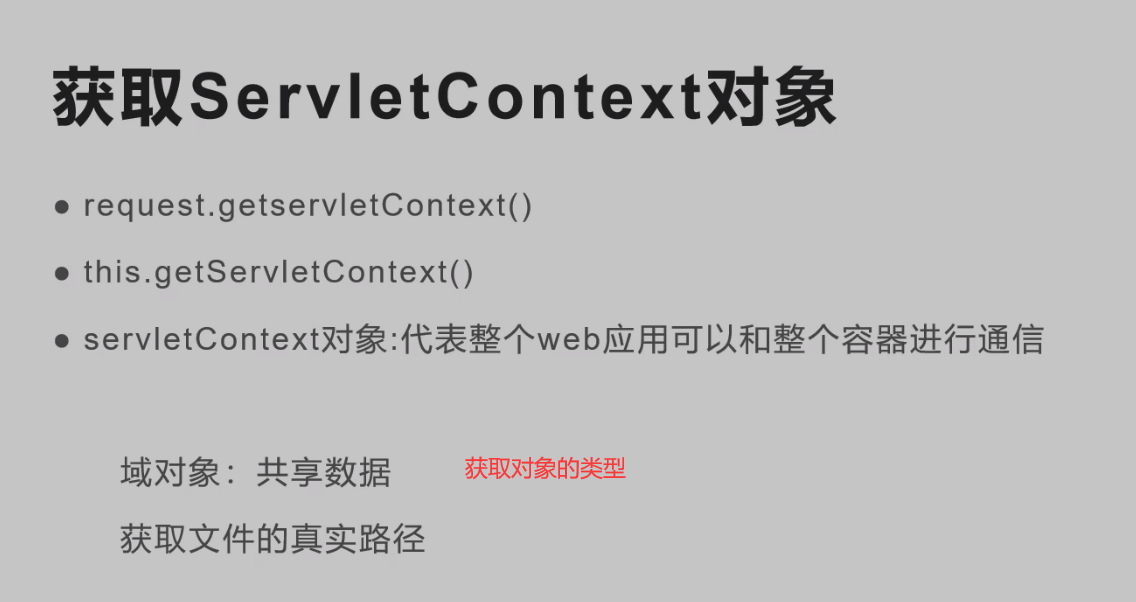 获取ServletContext对象
● request.getservletContext()
● this.getServletContext()
● servletContext对象:代表整个web应用可以和整个容器进行通信
域对象：共享数据 获取对象的类型
获取文件的真实路径